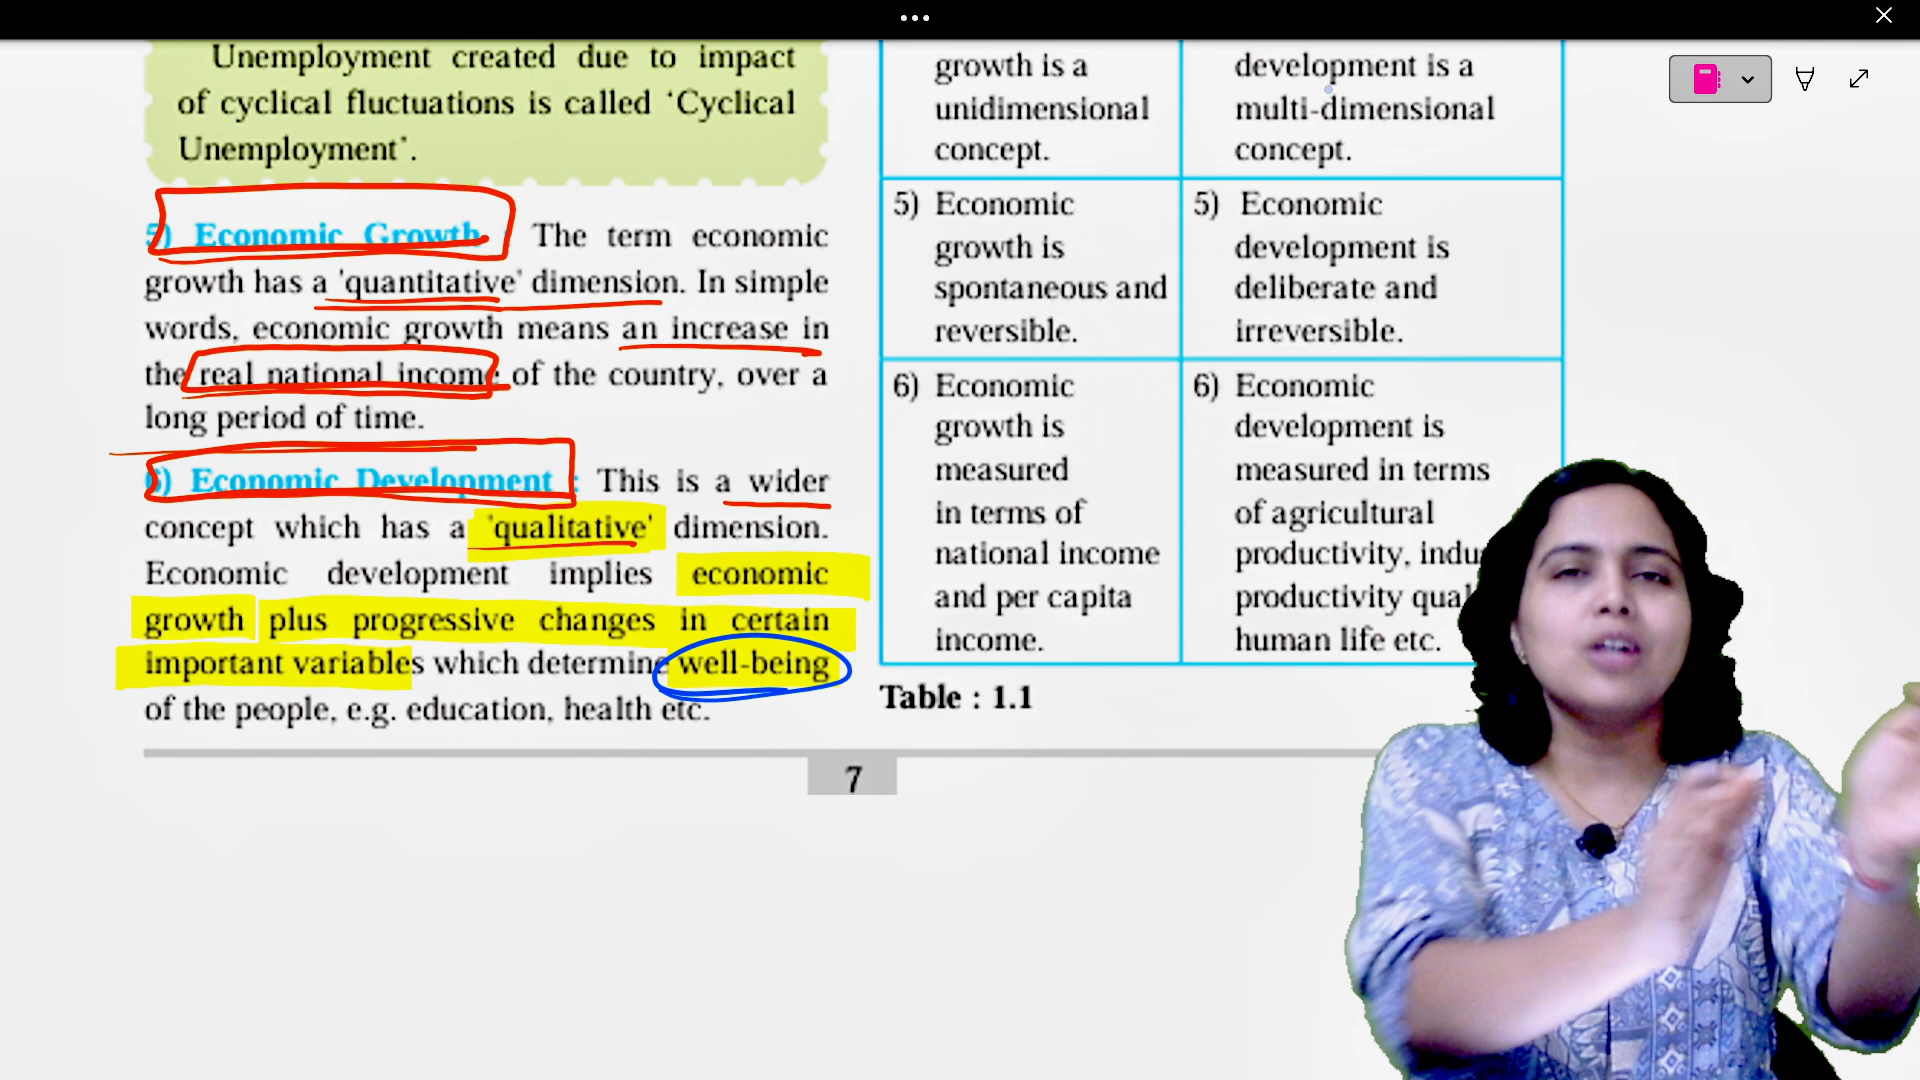 Unemployment created due to impact
of cyclical fluctuations is called ‘Cyclical
Unemployment’.
5) Economic Growth : The term economic
growth has a 'quantitative' dimension. In simple
words, economic growth means an increase in
the real national income of the country, over a
long period of time.
6) Economic Development : This is a wider
concept which has a 'qualitative' dimension.
Economic development implies economic
growth plus progressive changes in certain
important variables which determine well-being
of the people, e.g. education, health etc.
7
growth is a
unidimensional
concept.
development is a
multi-dimensional
concept.
5) Economic
growth is
spontaneous and
reversible.
5) Economic
development is
deliberate and
irreversible.
6) Economic
growth is
measured
in terms of
national income
and per capita
income.
6) Economic
development is
measured in terms
of agricultural
productivity,
productivity
human life etc.
Table : 1.1